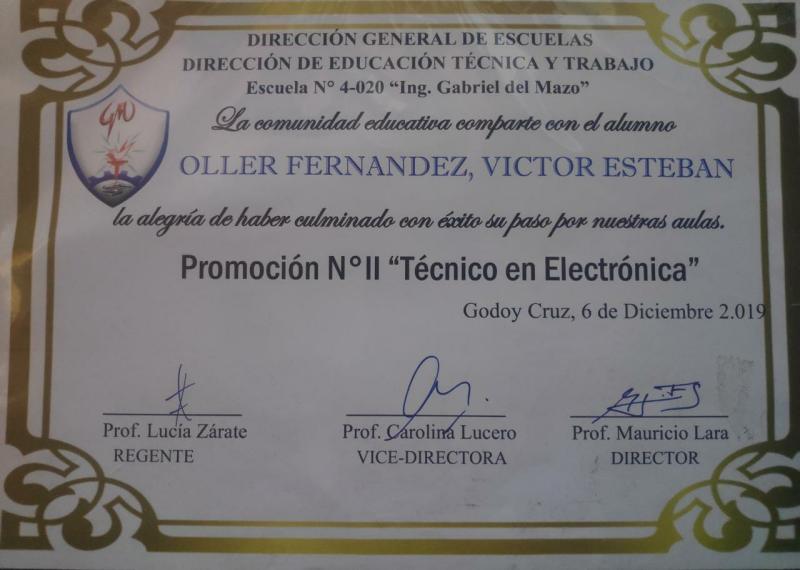 DIRECCIÓN GENERAL DE ESCUELAS
DIRECCIÓN DE EDUCACIÓN TÉCNICA Y TRABAJO
Escuela N° 4-020 “Ing. Gabriel del Mazo”
GM
La comunidad educativa comparte con el alumno
OLLER FERNANDEZ, VICTOR ESTEBAN
la alegría de haber culminado con éxito su paso por nuestras aulas.
Promoción N°II “Técnico en Electrónica”
Godoy Cruz, 6 de Diciembre 2.019
Prof. Lucía Zárate
REGENTE
Prof. Carolina Lucero
VICE-DIRECTORA
Prof. Mauricio Lara
DIRECTOR